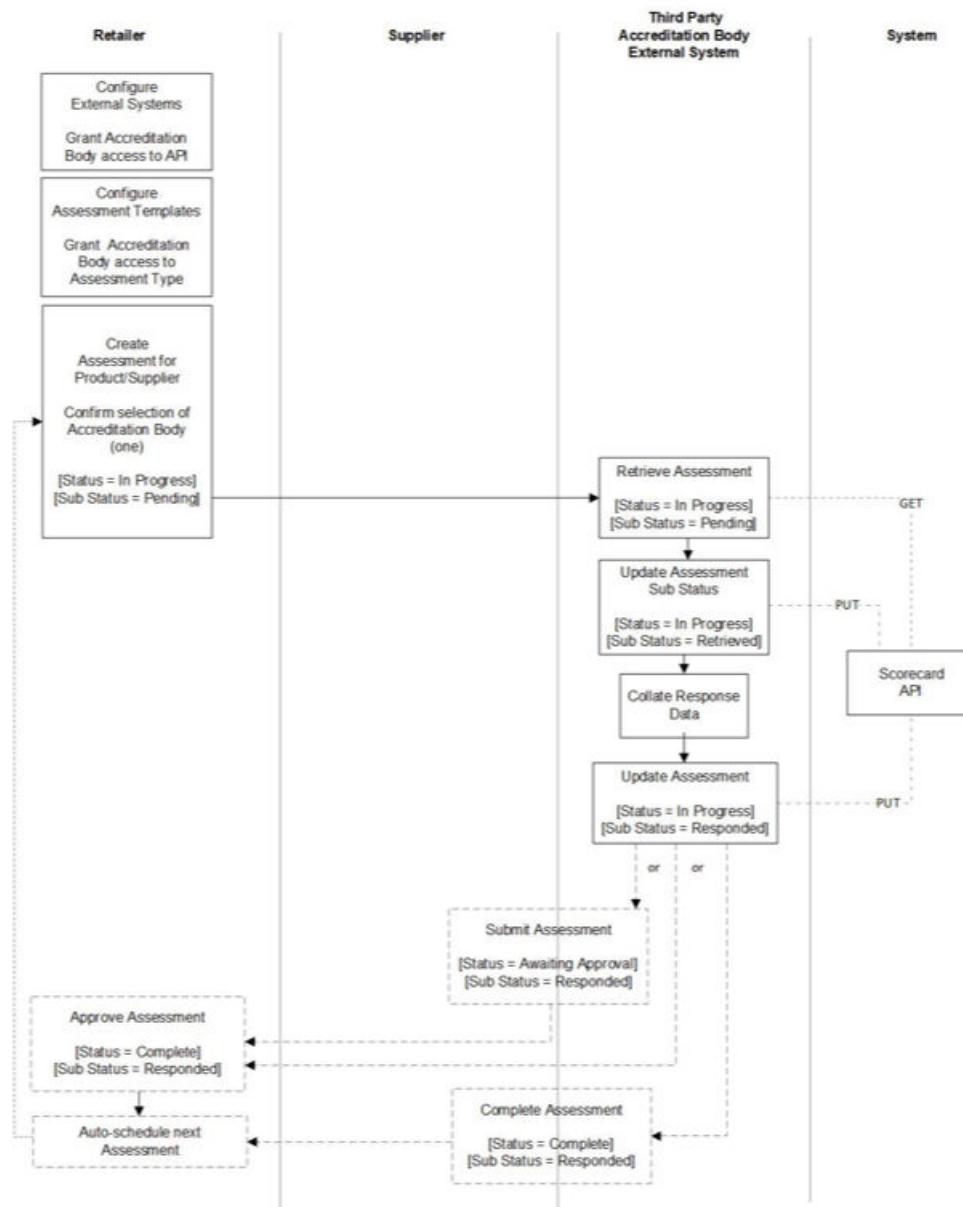 Retailer
Supplier
Third Party
Accreditation Body
External System
System
Configure
External Systems
Grant Accreditation
Body access to API
Configure
Assessment Templates
Grant Accreditation
Body access to
Assessment Type
Create
Assessment for
Product/Supplier
Confirm selection of
Accreditation Body
(one)
[Status = In Progress]
[Sub Status = Pending]
Retrieve Assessment
[Status = In Progress]
[Sub Status = Pending]
GET
Update Assessment
Sub Status
[Status = In Progress]
[Sub Status = Retrieved]
PUT
Scorecard
API
Collate Response
Data
Update Assessment
[Status = In Progress]
[Sub Status = Responded]
PUT
or
or
Submit Assessment
[Status = Awaiting Approval]
[Sub Status = Responded]
Approve Assessment
[Status = Complete]
[Sub Status = Responded]
Complete Assessment
[Status = Complete]
[Sub Status = Responded]
Auto-schedule next
Assessment